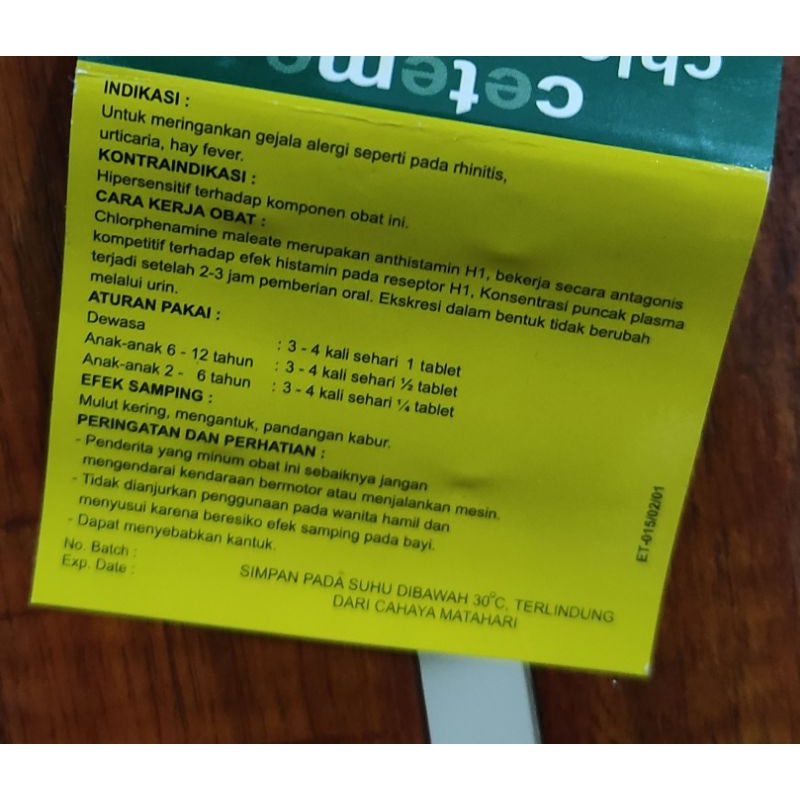 chlo
ceteme
INDIKASI :
Untuk meringankan gejala alergi seperti pada rhinitis,
urticaria, hay fever.
KONTRAINDIKASI :
Hipersensitif terhadap komponen obat ini.
CARA KERJA OBAT :
Chlorphenamine maleate merupakan anthistamin H1, bekerja secara antagonis
kompetitif terhadap efek histamin pada reseptor H1, Konsentrasi puncak plasma
terjadi setelah 2-3 jam pemberian oral. Ekskresi dalam bentuk tidak berubah
melalui urin.
ATURAN PAKAI :
Dewasa : 3 - 4 kali sehari 1 tablet
Anak-anak 6 - 12 tahun : 3 - 4 kali sehari ½ tablet
Anak-anak 2 - 6 tahun : 3 - 4 kali sehari ¼ tablet
EFEK SAMPING :
Mulut kering, mengantuk, pandangan kabur.
PERINGATAN DAN PERHATIAN :
- Penderita yang minum obat ini sebaiknya jangan
mengendarai kendaraan bermotor atau menjalankan mesin.
- Tidak dianjurkan penggunaan pada wanita hamil dan
menyusui karena beresiko efek samping pada bayi.
- Dapat menyebabkan kantuk.
No. Batch :
Exp. Date :
SIMPAN PADA SUHU DIBAWAH 30°C, TERLINDUNG
DARI CAHAYA MATAHARI
ET-015/02/01